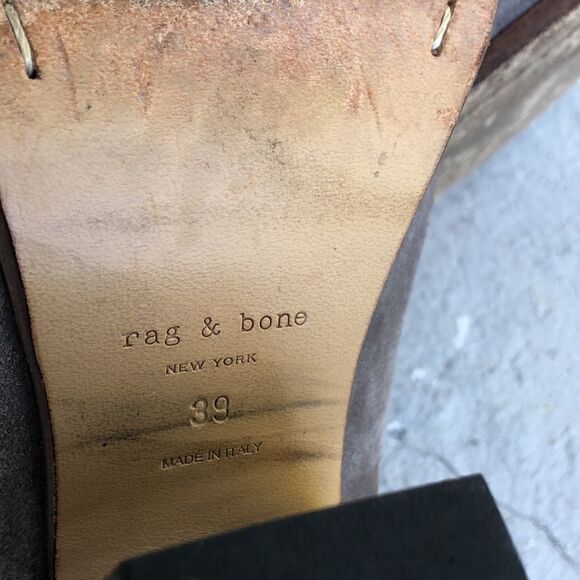 rag & bone
NEW YORK
39
MADE IN ITALY